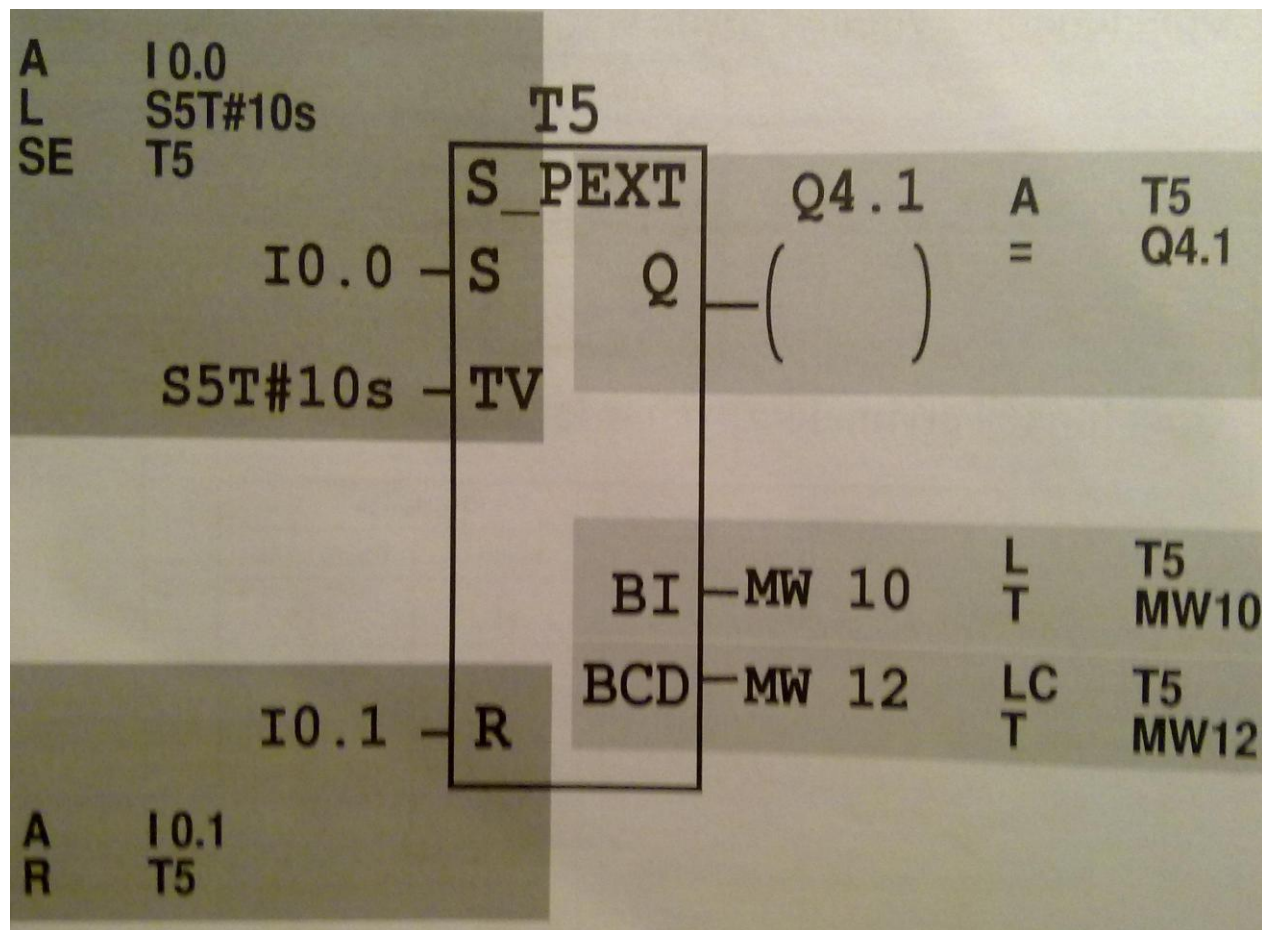 A I 0.0
L S5T#10s
SE T5
T5
S_PEXT
I0.0 S Q Q4.1 ( )
S5T#10s TV
A T5
= Q4.1
BI MW 10
L T5
T MW10
BCD MW 12
LC T5
T MW12
I0.1 R
A I 0.1
R T5